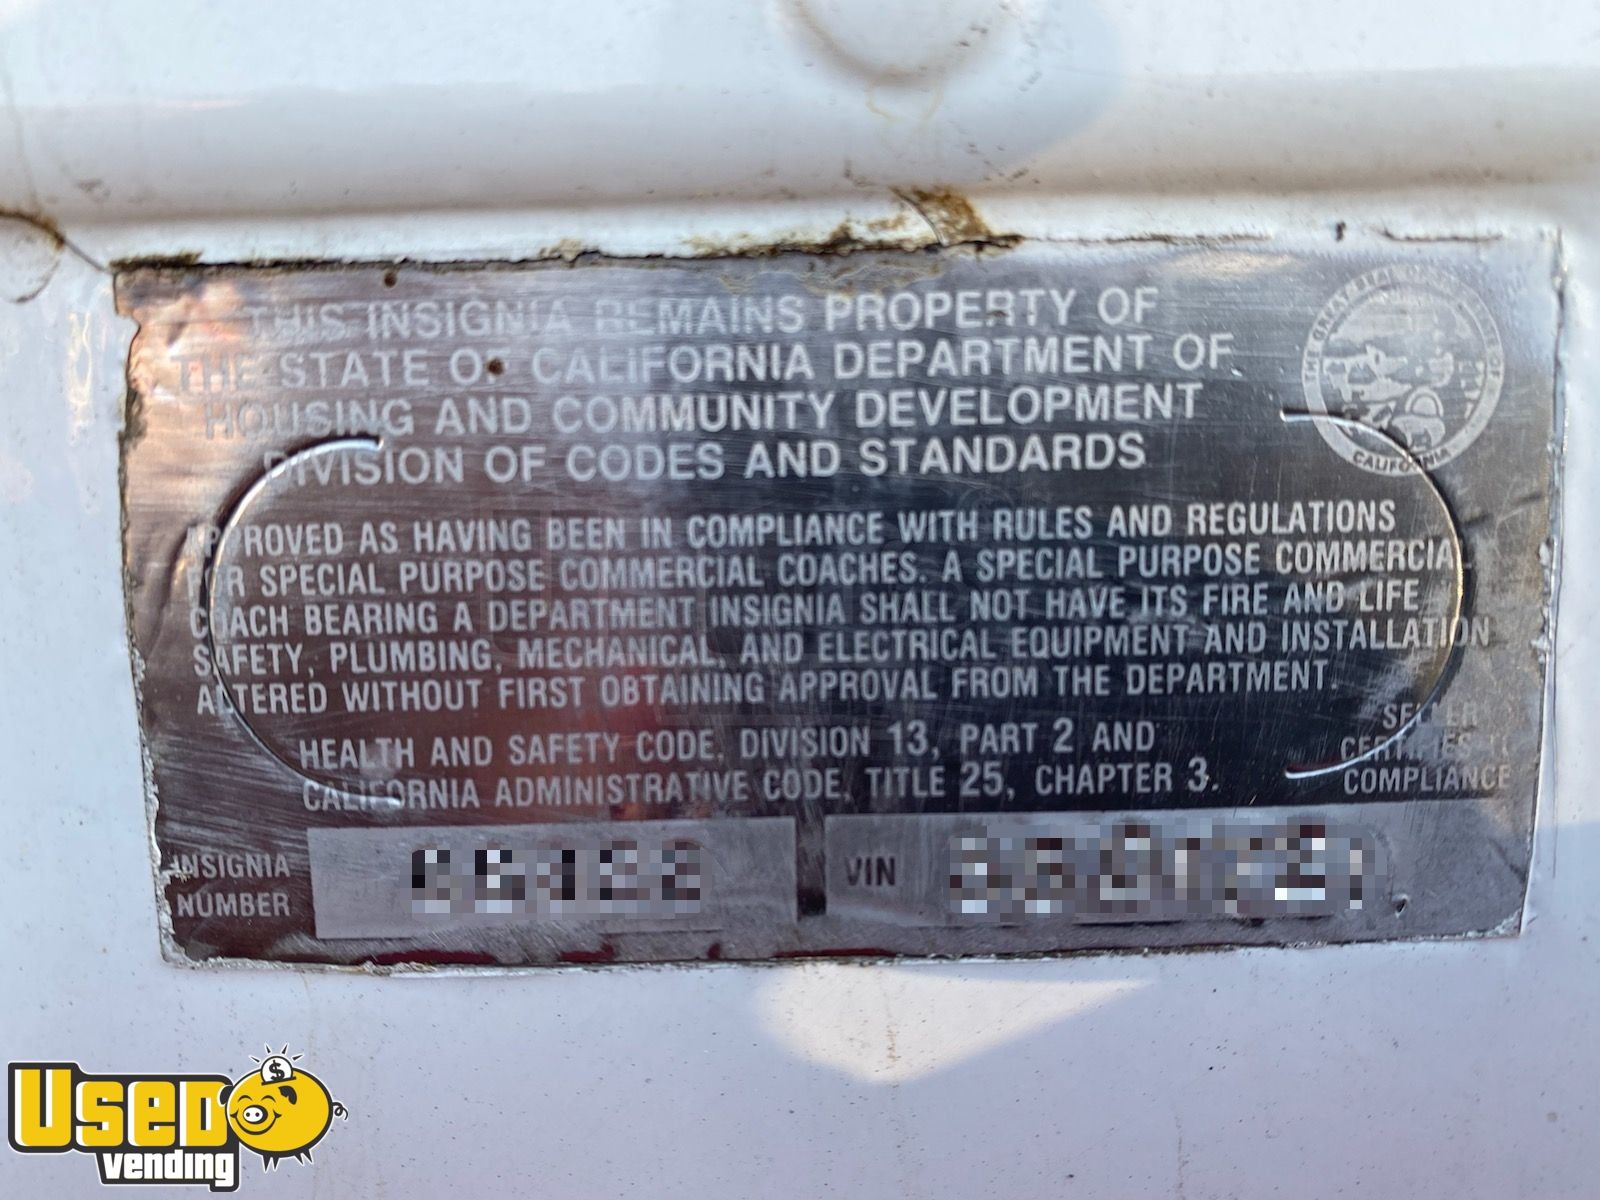 THIS INSIGNIA REMAINS PROPERTY OF
THE STATE OF CALIFORNIA DEPARTMENT OF
HOUSING AND COMMUNITY DEVELOPMENT
DIVISION OF CODES AND STANDARDS
APPROVED AS HAVING BEEN IN COMPLIANCE WITH RULES AND REGULATIONS
FOR SPECIAL PURPOSE COMMERCIAL COACHES. A SPECIAL PURPOSE COMMERCIAL
COACH BEARING A DEPARTMENT INSIGNIA SHALL NOT HAVE ITS FIRE AND LIFE
SAFETY, PLUMBING, MECHANICAL, AND ELECTRICAL EQUIPMENT AND INSTALLATION
ALTERED WITHOUT FIRST OBTAINING APPROVAL FROM THE DEPARTMENT.
HEALTH AND SAFETY CODE, DIVISION 13, PART 2 AND
CALIFORNIA ADMINISTRATIVE CODE, TITLE 25, CHAPTER 3.
SELLER
CERTIFIES
COMPLIANCE
CALIFORNIA
INSIGNIA
NUMBER
VIN
USED
vending